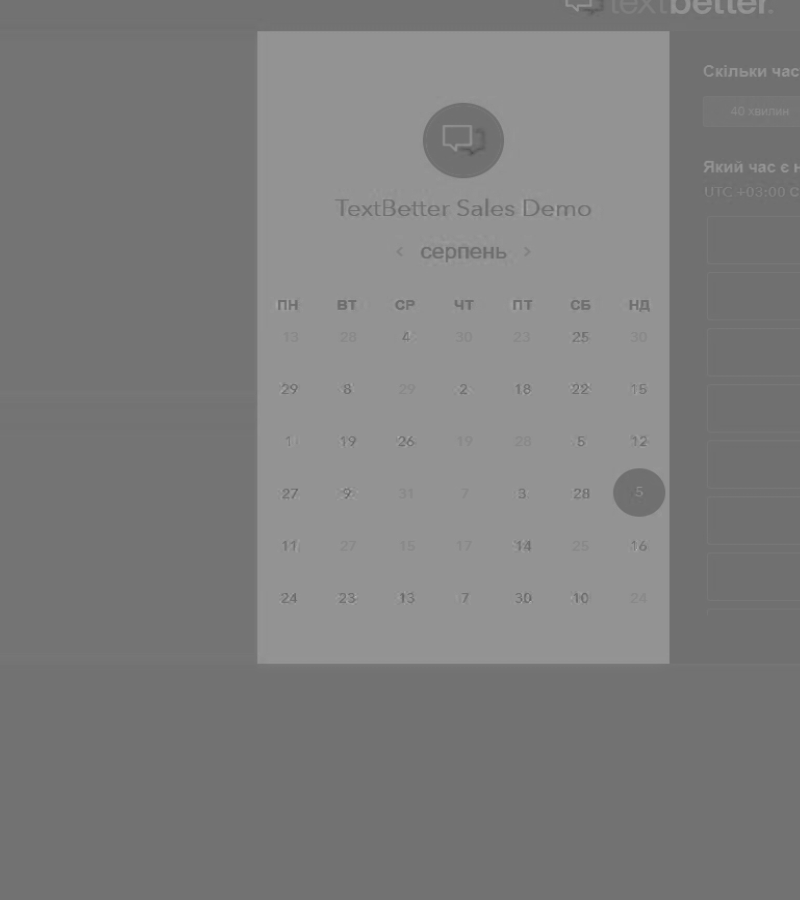 textbetter.
TextBetter Sales Demo
‹ серпень ›
ПН ВТ СР ЧТ ПТ СБ НД
13 28 4 30 23 25 30
29 8 29 2 18 22 15
1 19 26 19 28 5 12
27 9 31 7 3 28 5
11 27 15 17 14 25 16
24 23 13 7 30 10 24
Скільки час
хвилин
Який час є н
UTC +03:00 С